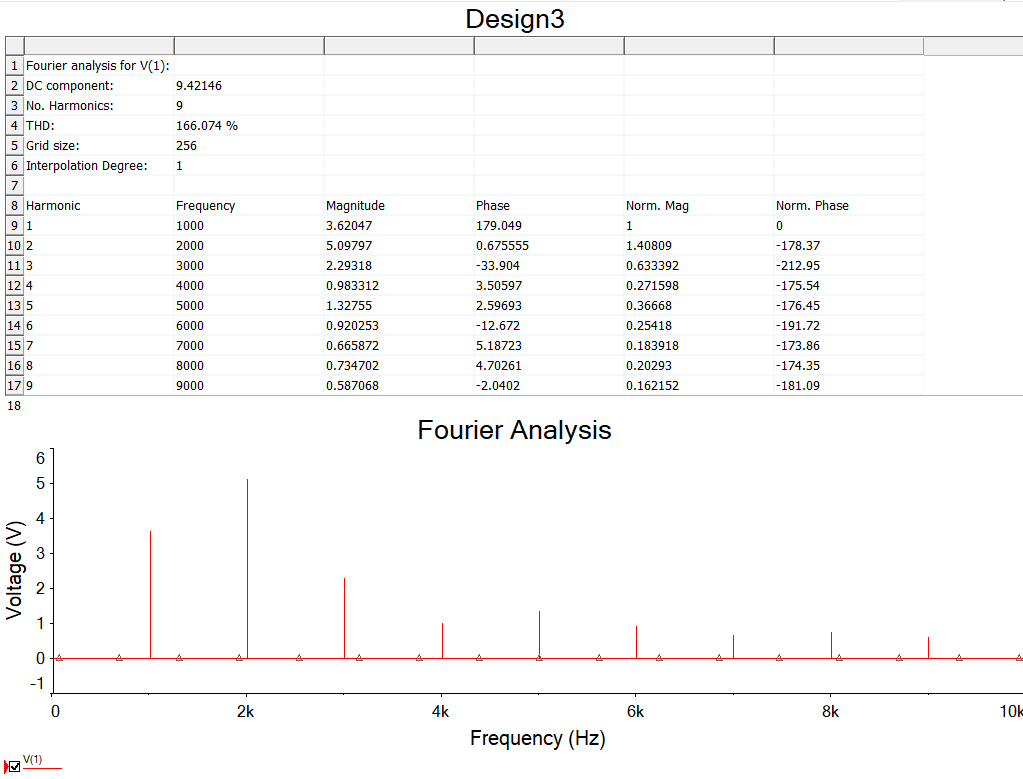 Design3
1 Fourier analysis for V(1):
2 DC component: 9.42146
3 No. Harmonics: 9
4 THD: 166.074 %
5 Grid size: 256
6 Interpolation Degree: 1
7
8 Harmonic Frequency Magnitude Phase Norm. Mag Norm. Phase
9 1 1000 3.62047 179.049 1 0
10 2 2000 5.09797 0.675555 1.40809 -178.37
11 3 3000 2.29318 -33.904 0.633392 -212.95
12 4 4000 0.983312 3.50597 0.271598 -175.54
13 5 5000 1.32755 2.59693 0.36668 -176.45
14 6 6000 0.920253 -12.672 0.25418 -191.72
15 7 7000 0.665872 5.18723 0.183918 -173.86
16 8 8000 0.734702 4.70261 0.20293 -174.35
17 9 9000 0.587068 -2.0402 0.162152 -181.09
18
Fourier Analysis
Voltage (V)
6
5
4
3
2
1
0
-1
0 2k 4k 6k 8k 10k
Frequency (Hz)
V(1)